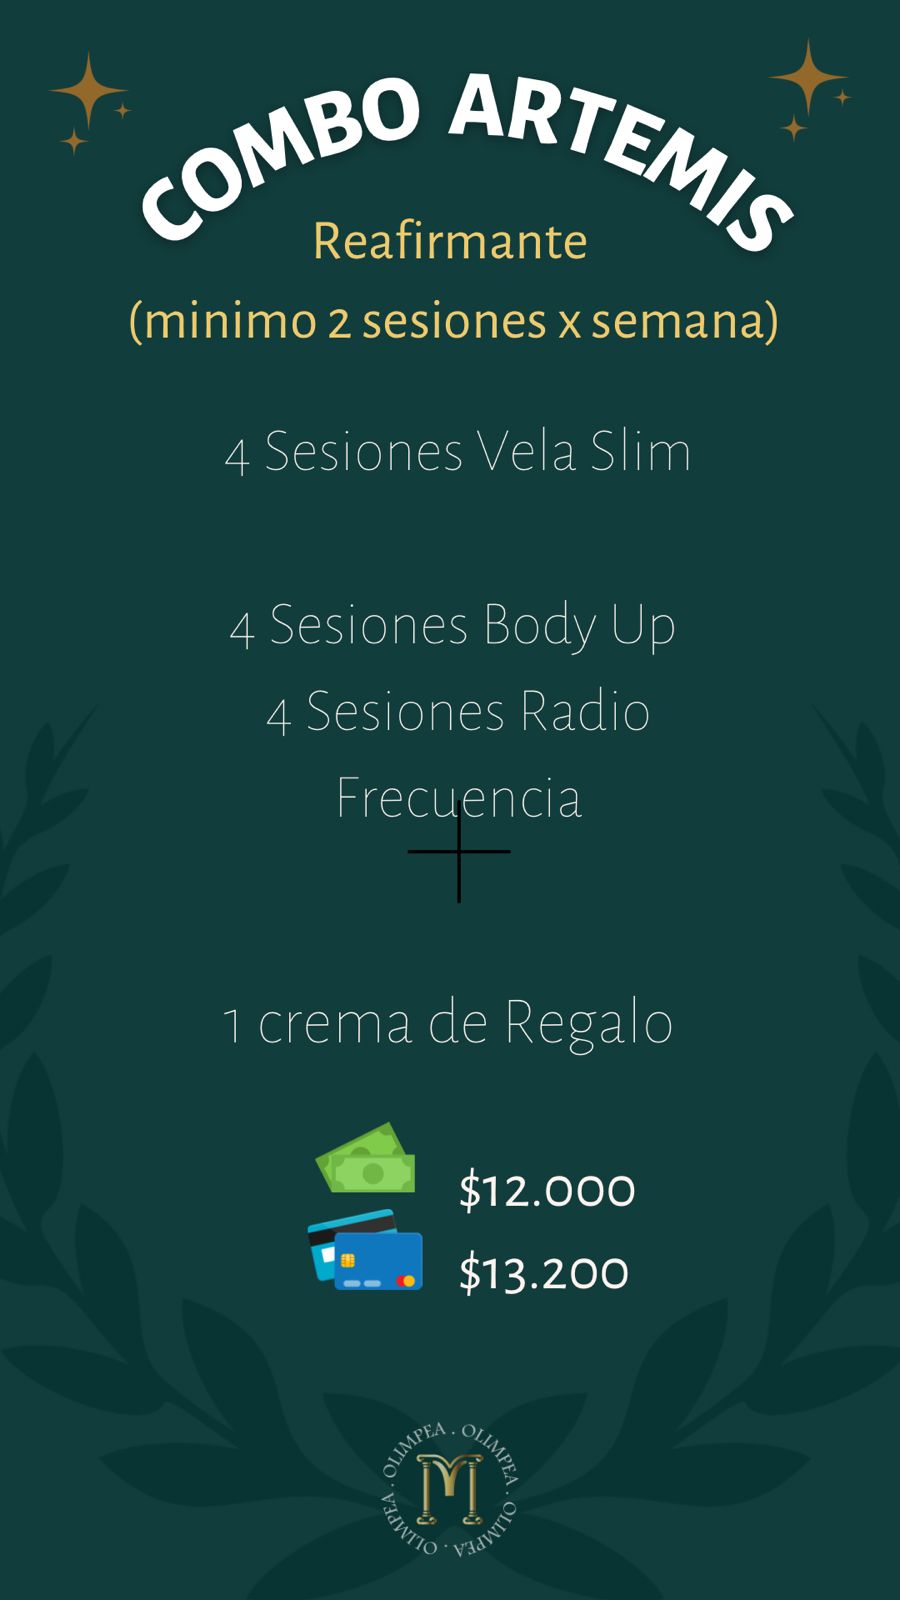 COMBO ARTEMIS
Reafirmante
(minimo 2 sesiones x semana)
4 Sesiones Vela Slim
4 Sesiones Body Up
4 Sesiones Radio
Frecuencia
1 crema de Regalo
$12.000
$13.200
OLIMPEA . OLIMPEA . OLIMPEA . OLIMPEA .
M